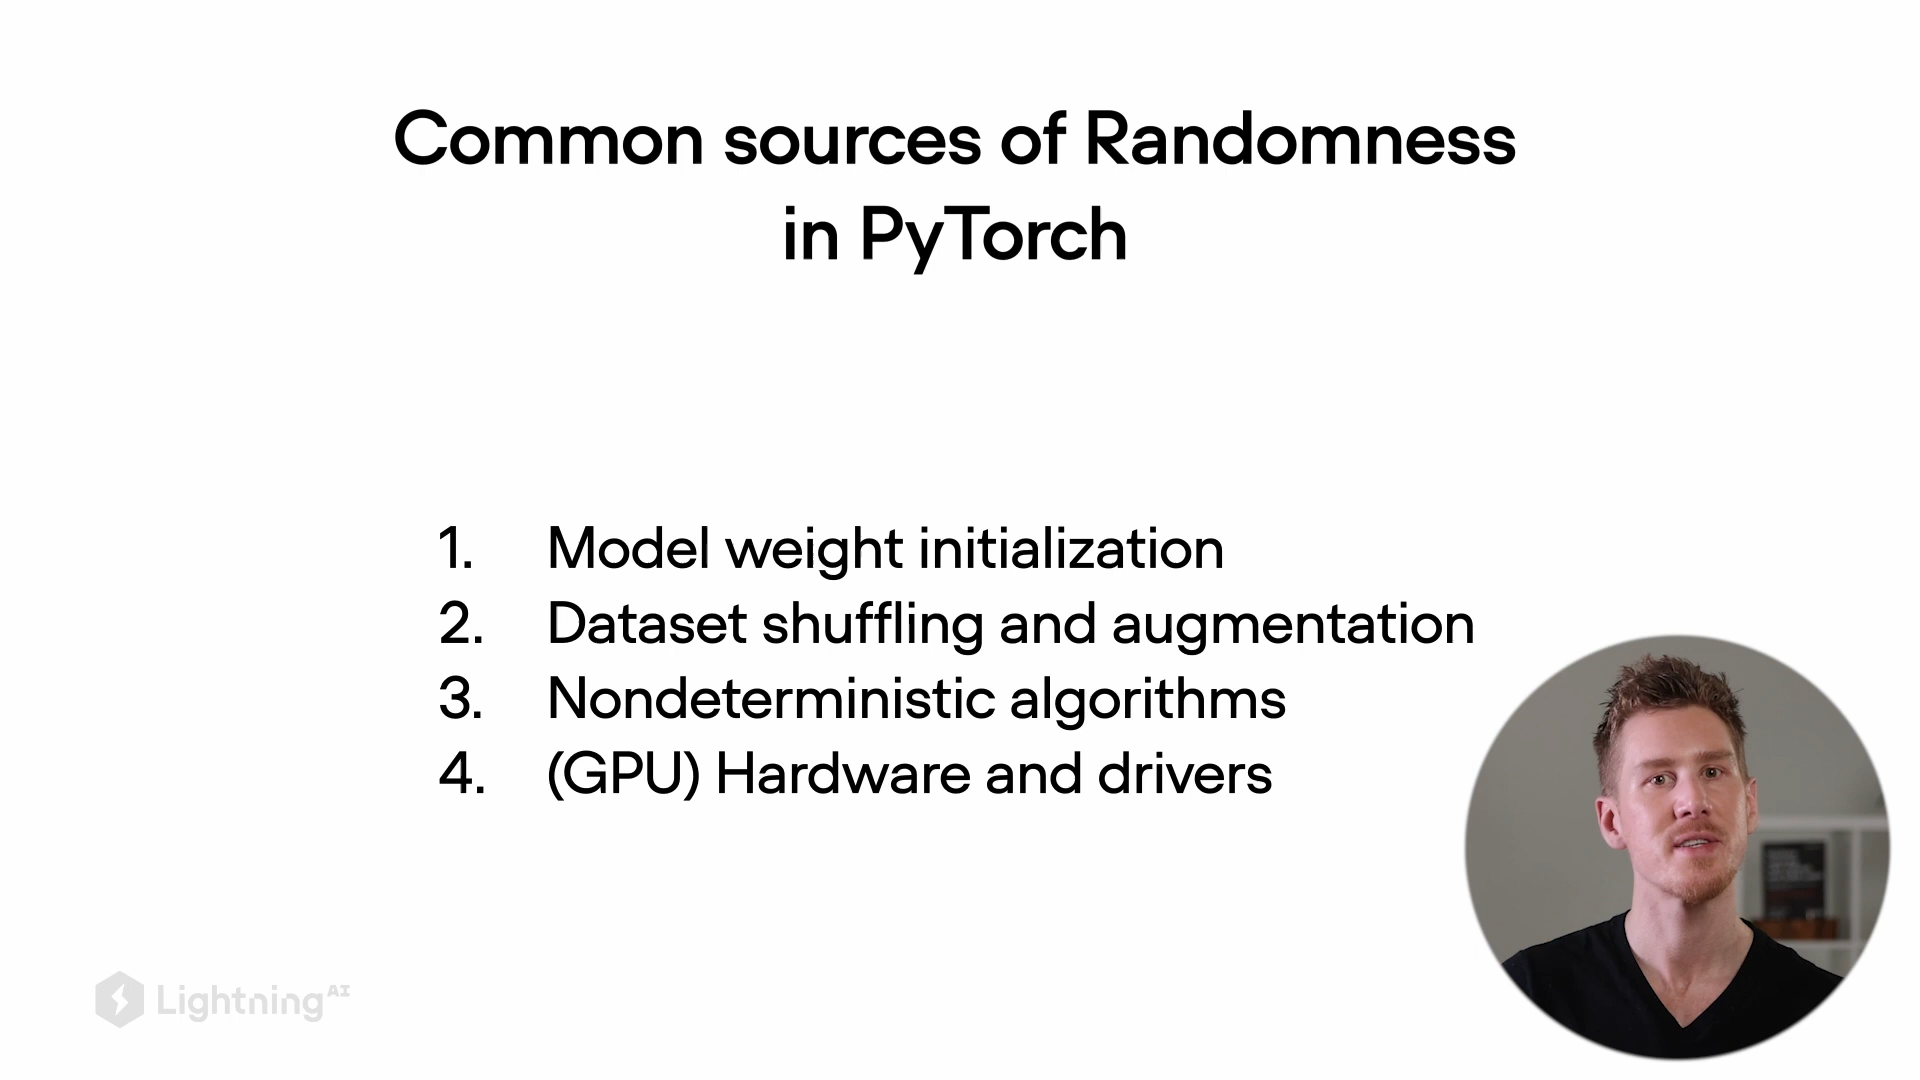 Common sources of Randomness
in PyTorch
1. Model weight initialization
2. Dataset shuffling and augmentation
3. Nondeterministic algorithms
4. (GPU) Hardware and drivers
Lightning AI